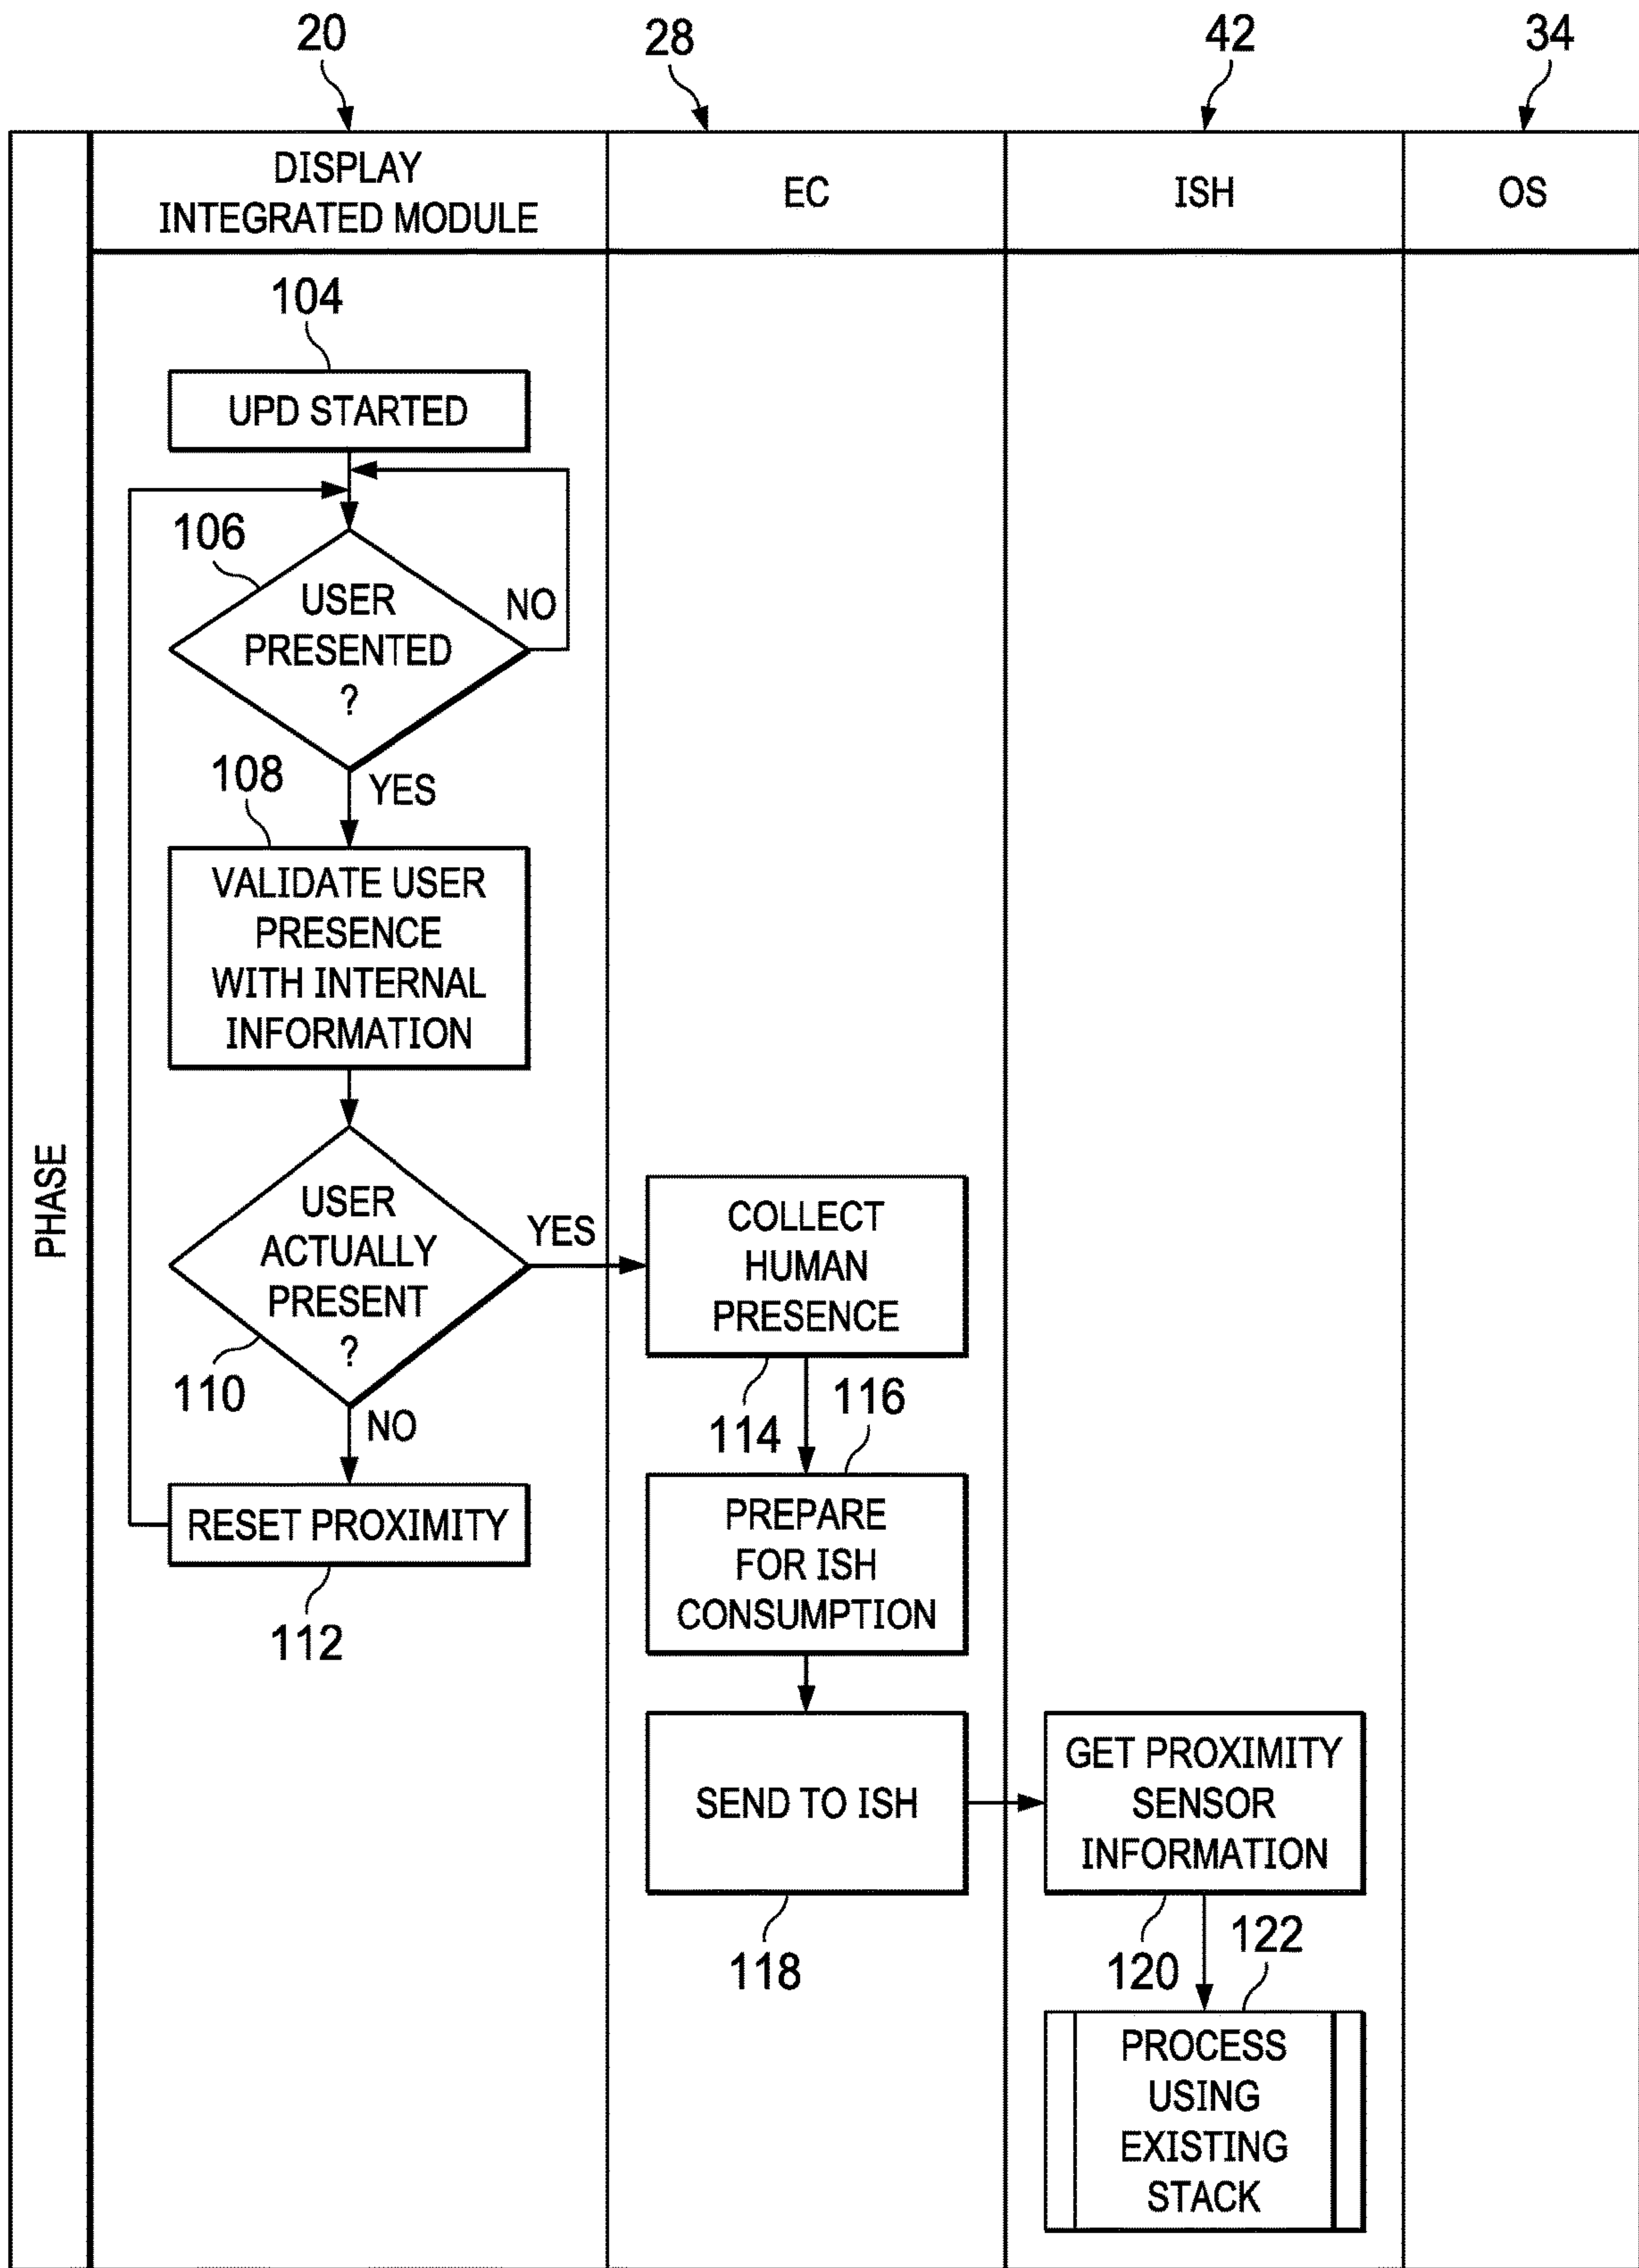 20
28
42
34
DISPLAY
INTEGRATED MODULE
EC
ISH
OS
PHASE
104
UPD STARTED
106
USER
PRESENTED
?
NO
YES
108
VALIDATE USER
PRESENCE
WITH INTERNAL
INFORMATION
USER
ACTUALLY
PRESENT
?
110
YES
NO
RESET PROXIMITY
112
COLLECT
HUMAN
PRESENCE
114
116
PREPARE
FOR ISH
CONSUMPTION
SEND TO ISH
118
GET PROXIMITY
SENSOR
INFORMATION
120
122
PROCESS
USING
EXISTING
STACK